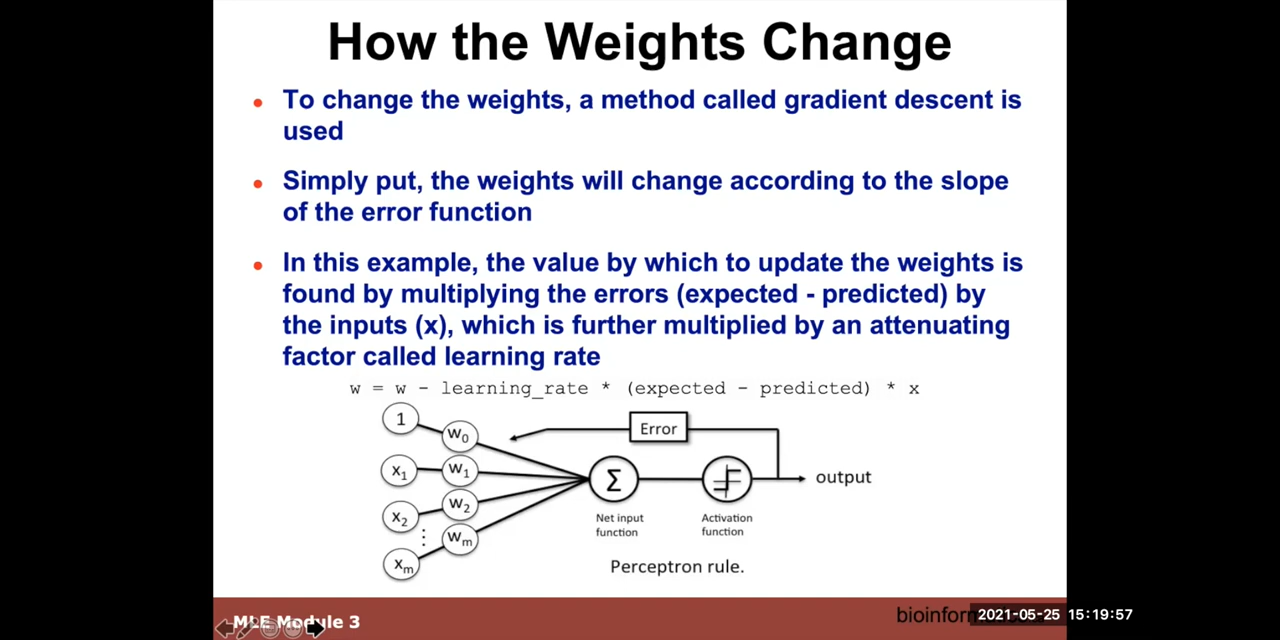 How the Weights Change
• To change the weights, a method called gradient descent is
used
• Simply put, the weights will change according to the slope
of the error function
• In this example, the value by which to update the weights is
found by multiplying the errors (expected - predicted) by
the inputs (x), which is further multiplied by an attenuating
factor called learning rate
w = w - learning_rate * (expected - predicted) * x
1
w₀
Error
x₁
w₁
Σ
output
x₂
w₂
Net input
function
Activation
function
⋮
wₘ
xₘ
Perceptron rule.
MLE Module 3
2021-05-25 15:19:57